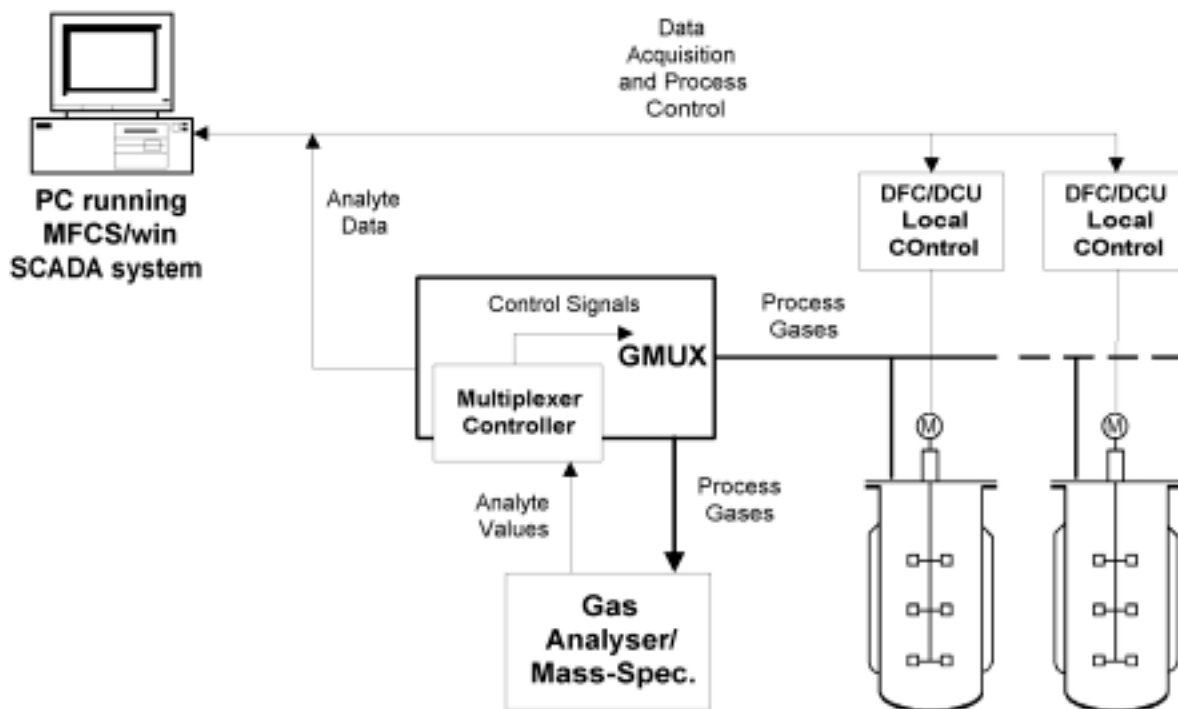 Data
Acquisition
and Process
Control
PC running
MFCS/win
SCADA system
Analyte
Data
DFC/DCU
Local
COntrol
DFC/DCU
Local
COntrol
Control Signals
GMUX
Multiplexer
Controller
Process
Gases
Analyte
Values
Process
Gases
Gas
Analyser/
Mass-Spec.
M
M